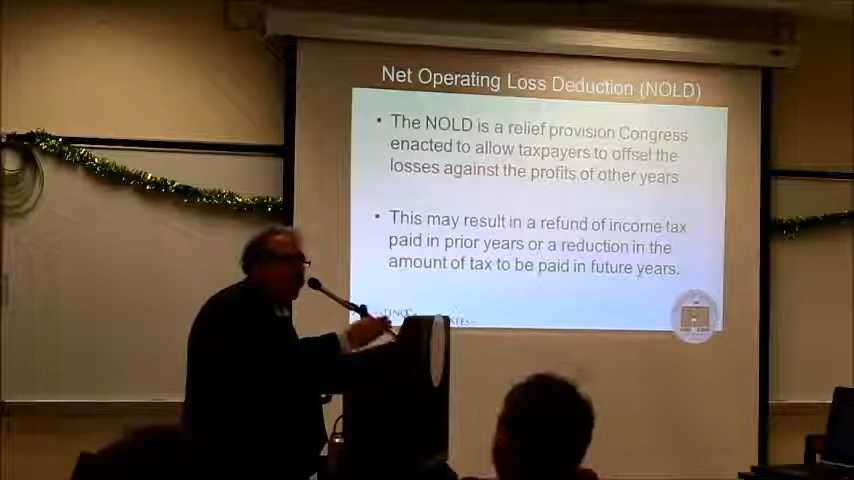 Net Operating Loss Deduction (NOLD)
• The NOLD is a relief provision Congress
enacted to allow taxpayers to offset the
losses against the profits of other years
• This may result in a refund of income tax
paid in prior years or a reduction in the
amount of tax to be paid in future years.